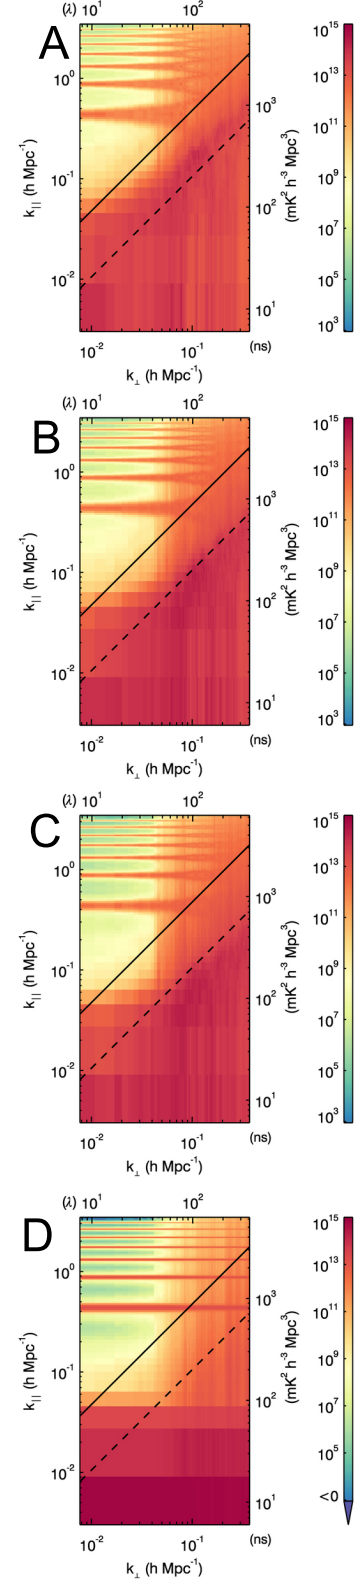 A
(λ) 10¹ 10²
10⁰
10⁻¹
10⁻²
k|| (h Mpc⁻¹)
10³
10²
10¹
(ns)
10⁻² 10⁻¹
k⊥ (h Mpc⁻¹)
(mK² h⁻³ Mpc³)
10¹⁵
10¹³
10¹¹
10⁹
10⁷
10⁵
10³
B
(λ) 10¹ 10²
10⁰
10⁻¹
10⁻²
k|| (h Mpc⁻¹)
10³
10²
10¹
(ns)
10⁻² 10⁻¹
k⊥ (h Mpc⁻¹)
(mK² h⁻³ Mpc³)
10¹⁵
10¹³
10¹¹
10⁹
10⁷
10⁵
10³
C
(λ) 10¹ 10²
10⁰
10⁻¹
10⁻²
k|| (h Mpc⁻¹)
10³
10²
10¹
(ns)
10⁻² 10⁻¹
k⊥ (h Mpc⁻¹)
(mK² h⁻³ Mpc³)
10¹⁵
10¹³
10¹¹
10⁹
10⁷
10⁵
10³
D
(λ) 10¹ 10²
10⁰
10⁻¹
10⁻²
k|| (h Mpc⁻¹)
10³
10²
10¹
(ns)
10⁻² 10⁻¹
k⊥ (h Mpc⁻¹)
(mK² h⁻³ Mpc³)
10¹⁵
10¹³
10¹¹
10⁹
10⁷
10⁵
<0